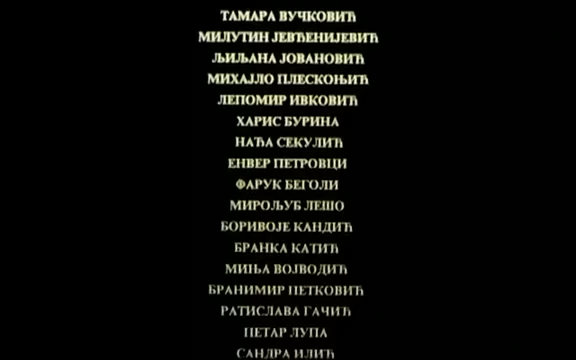 ТАМАРА ВУЧКОВИЋ
МИЛУТИН ЈЕВЂЕНИЈЕВИЋ
ЉИЉАНА ЈОВАНОВИЋ
МИХАЈЛО ПЛЕСКОЊИЋ
ЛЕПОМИР ИВКОВИЋ
ХАРИС БУРИНА
НАЂА СЕКУЛИЋ
ЕНВЕР ПЕТРОВЦИ
ФАРУК БЕГОЛИ
МИРОЉУБ ЛЕШО
БОРИВОЈЕ КАНДИЋ
БРАНКА КАТИЋ
МИЊА ВОЈВОДИЋ
БРАНИМИР ПЕТКОВИЋ
РАТИСЛАВА ГАЧИЋ
ПЕТАР ЛУПА
САНДРА ИЛИЋ